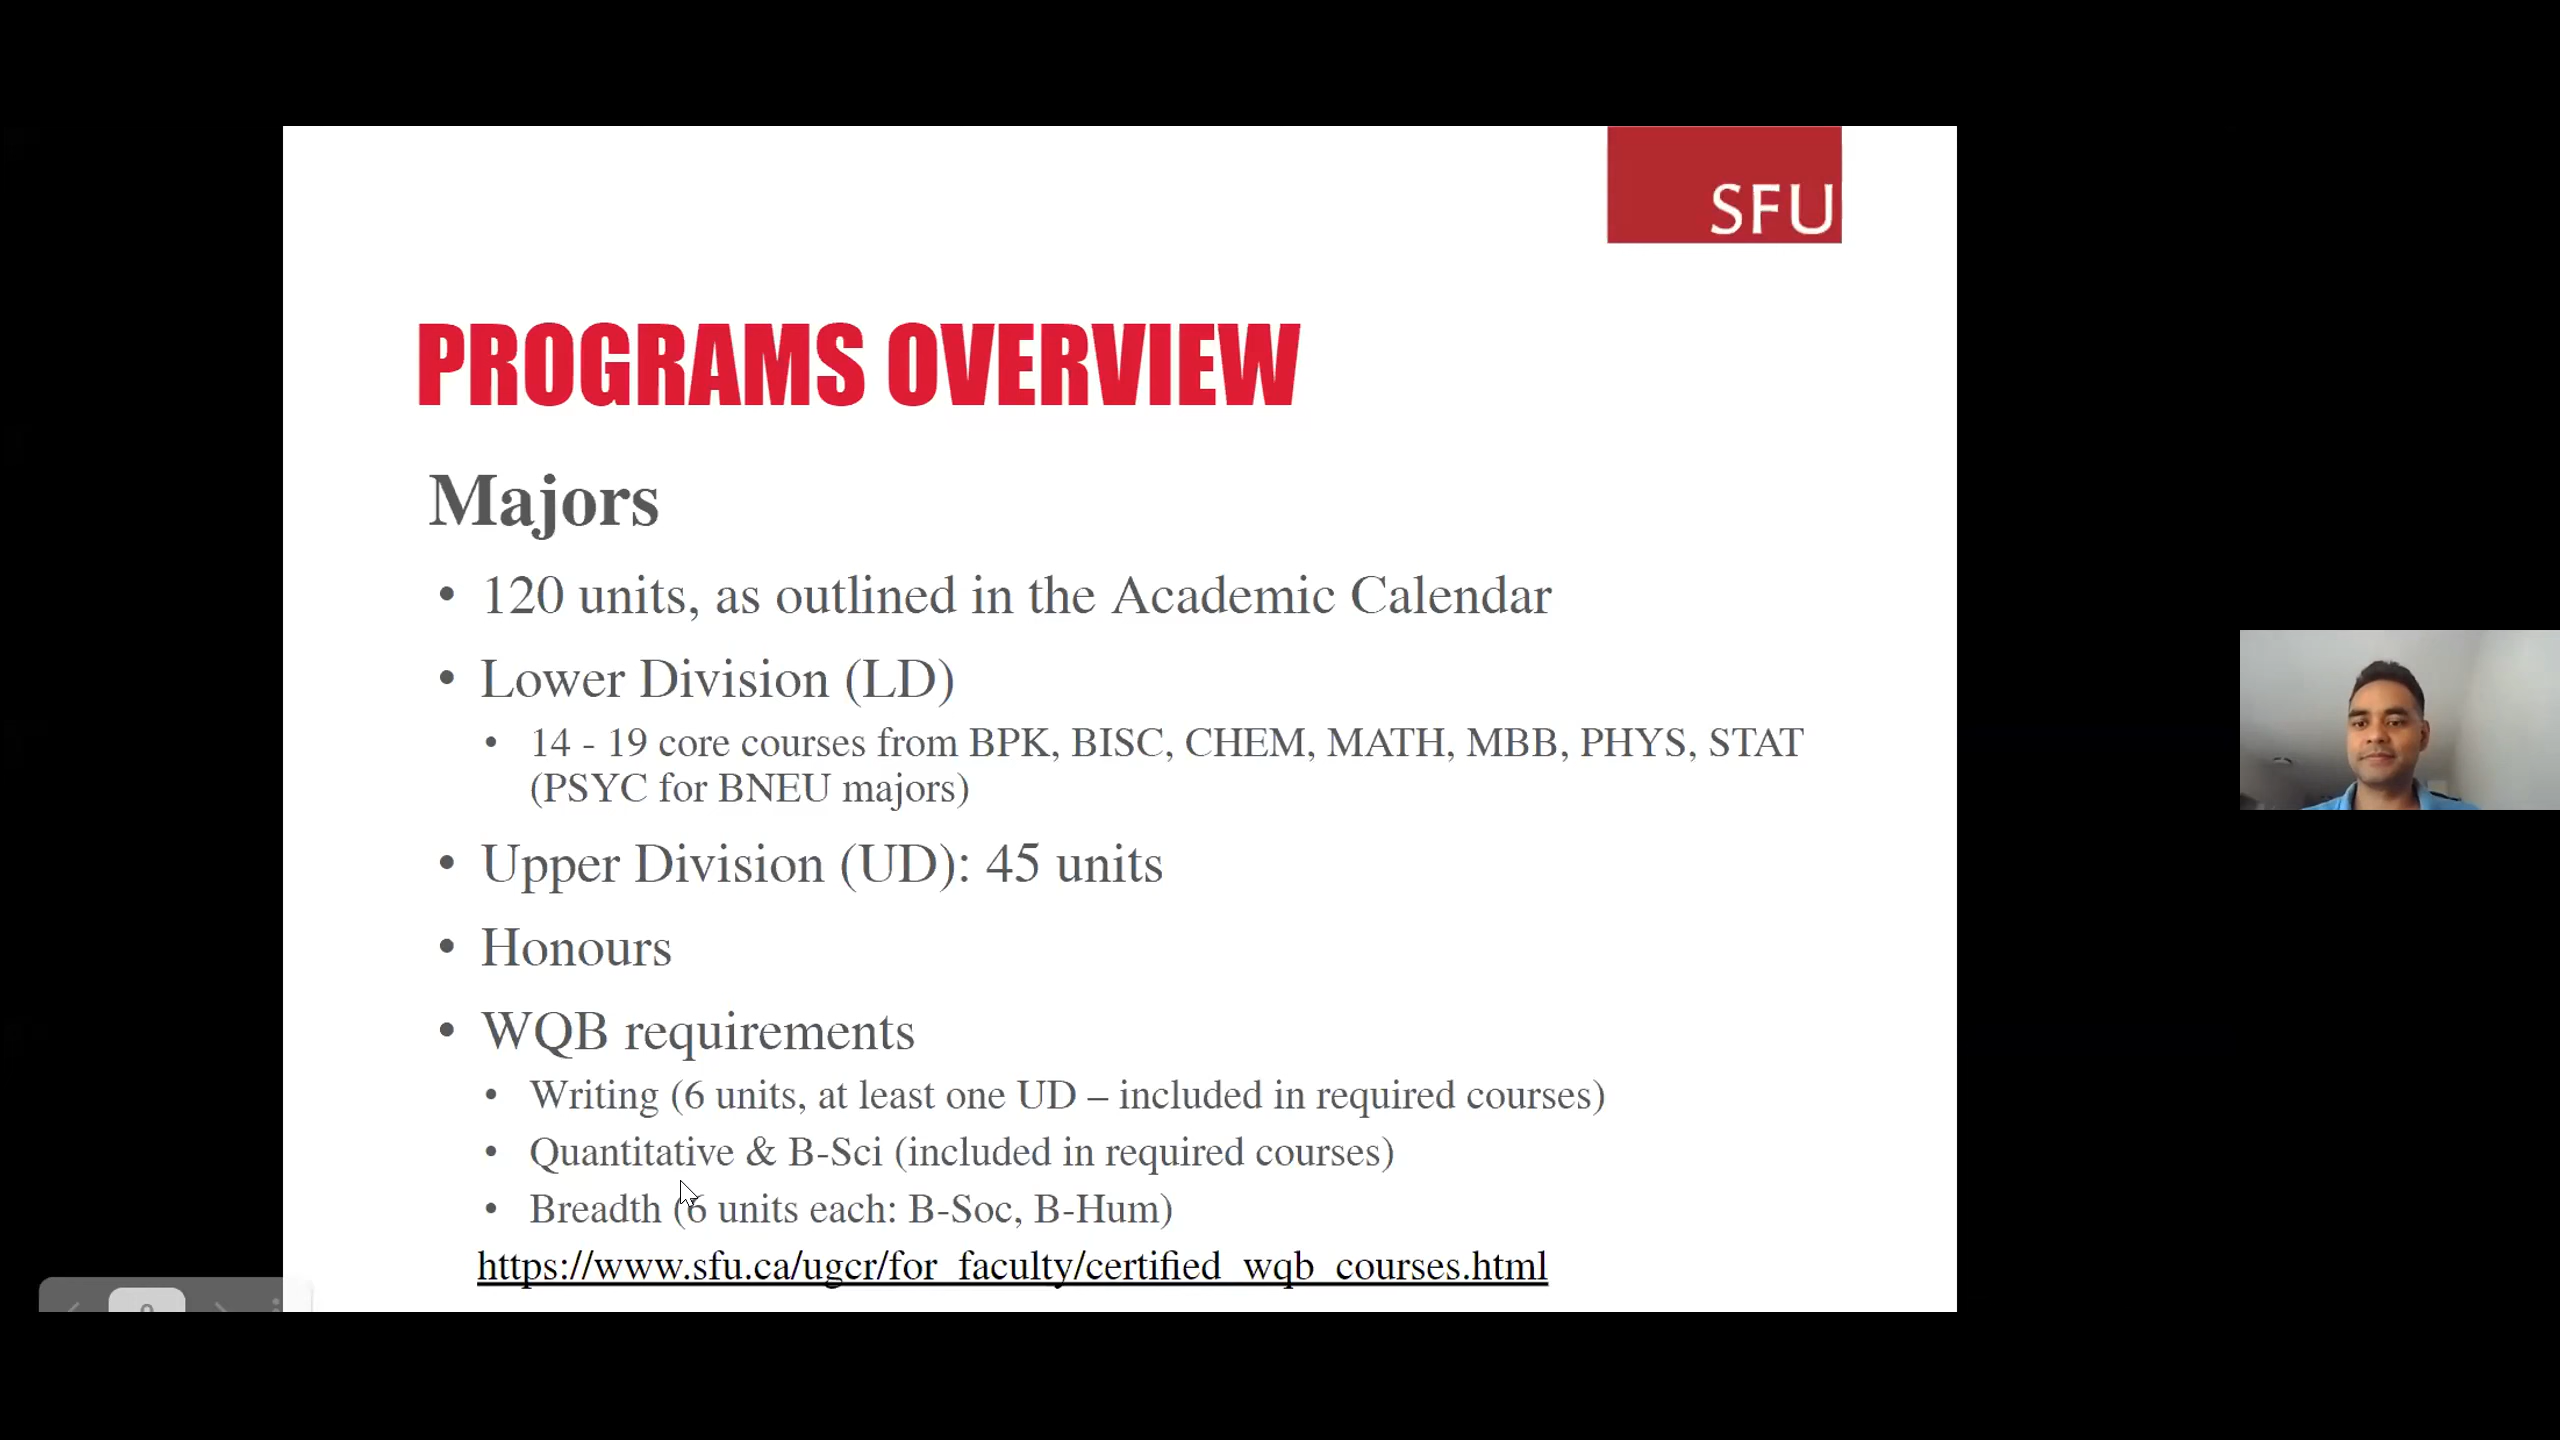 SFU
PROGRAMS OVERVIEW
Majors
• 120 units, as outlined in the Academic Calendar
• Lower Division (LD)
• 14 - 19 core courses from BPK, BISC, CHEM, MATH, MBB, PHYS, STAT
(PSYC for BNEU majors)
• Upper Division (UD): 45 units
• Honours
• WQB requirements
• Writing (6 units, at least one UD – included in required courses)
• Quantitative & B-Sci (included in required courses)
• Breadth (6 units each: B-Soc, B-Hum)
https://www.sfu.ca/ugcr/for_faculty/certified_wqb_courses.html